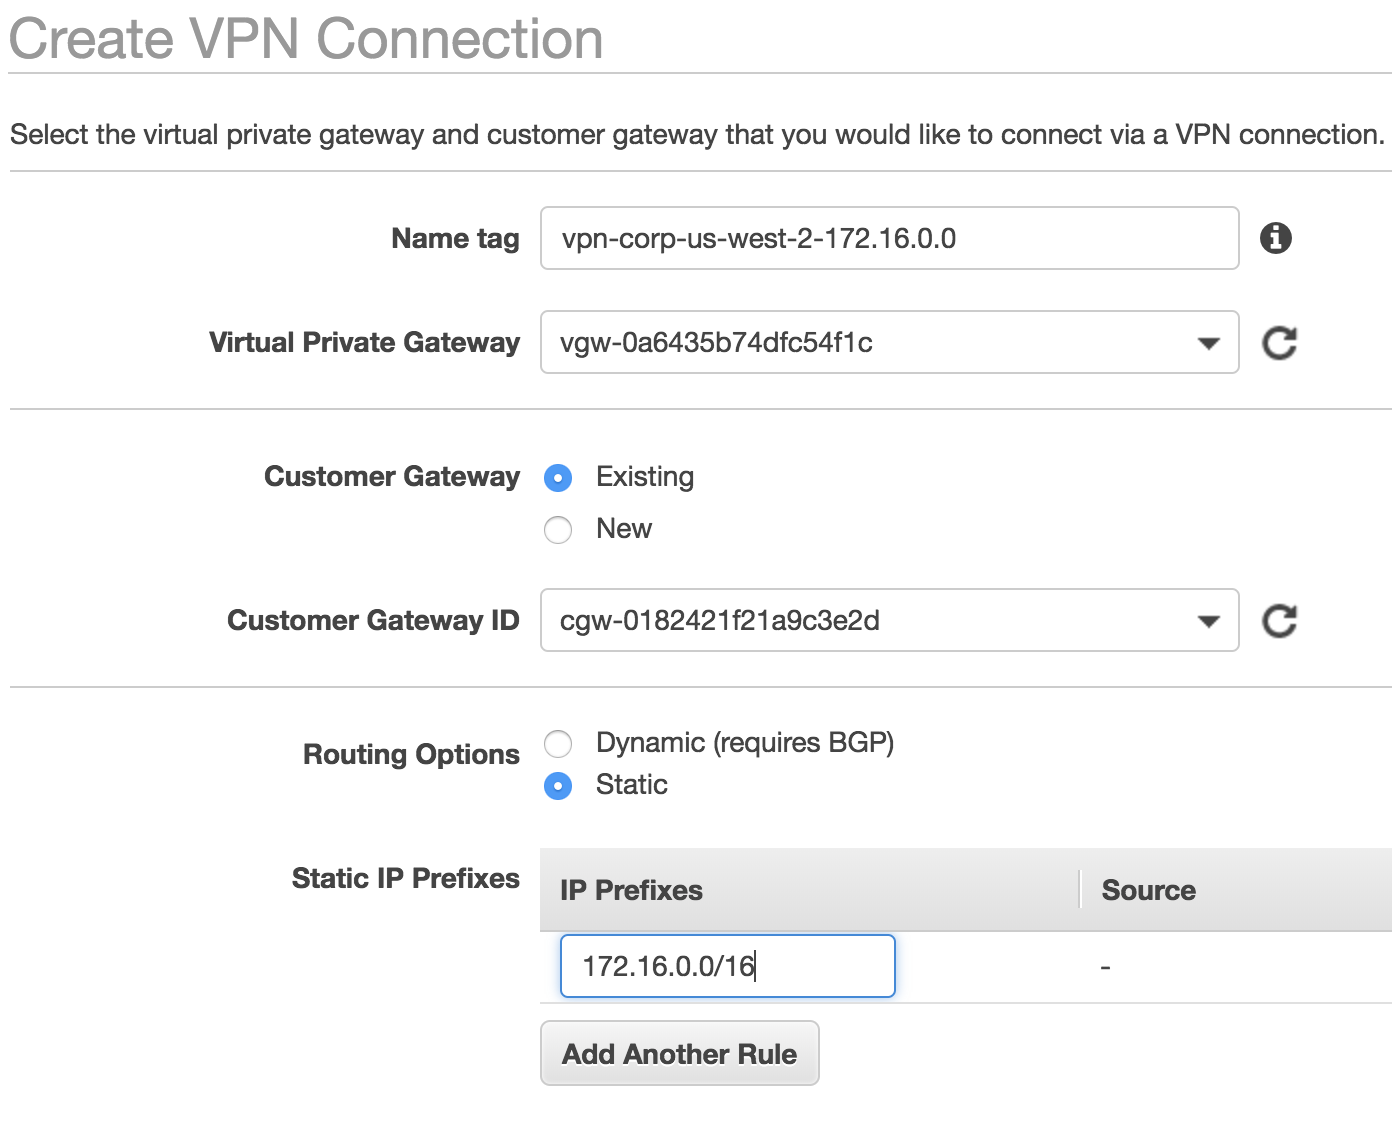 Create VPN Connection
Select the virtual private gateway and customer gateway that you would like to connect via a VPN connection.
Name tag vpn-corp-us-west-2-172.16.0.0
Virtual Private Gateway vgw-0a6435b74dfc54f1c
Customer Gateway Existing
New
Customer Gateway ID cgw-0182421f21a9c3e2d
Routing Options Dynamic (requires BGP)
Static
Static IP Prefixes IP Prefixes Source
172.16.0.0/16 -
Add Another Rule